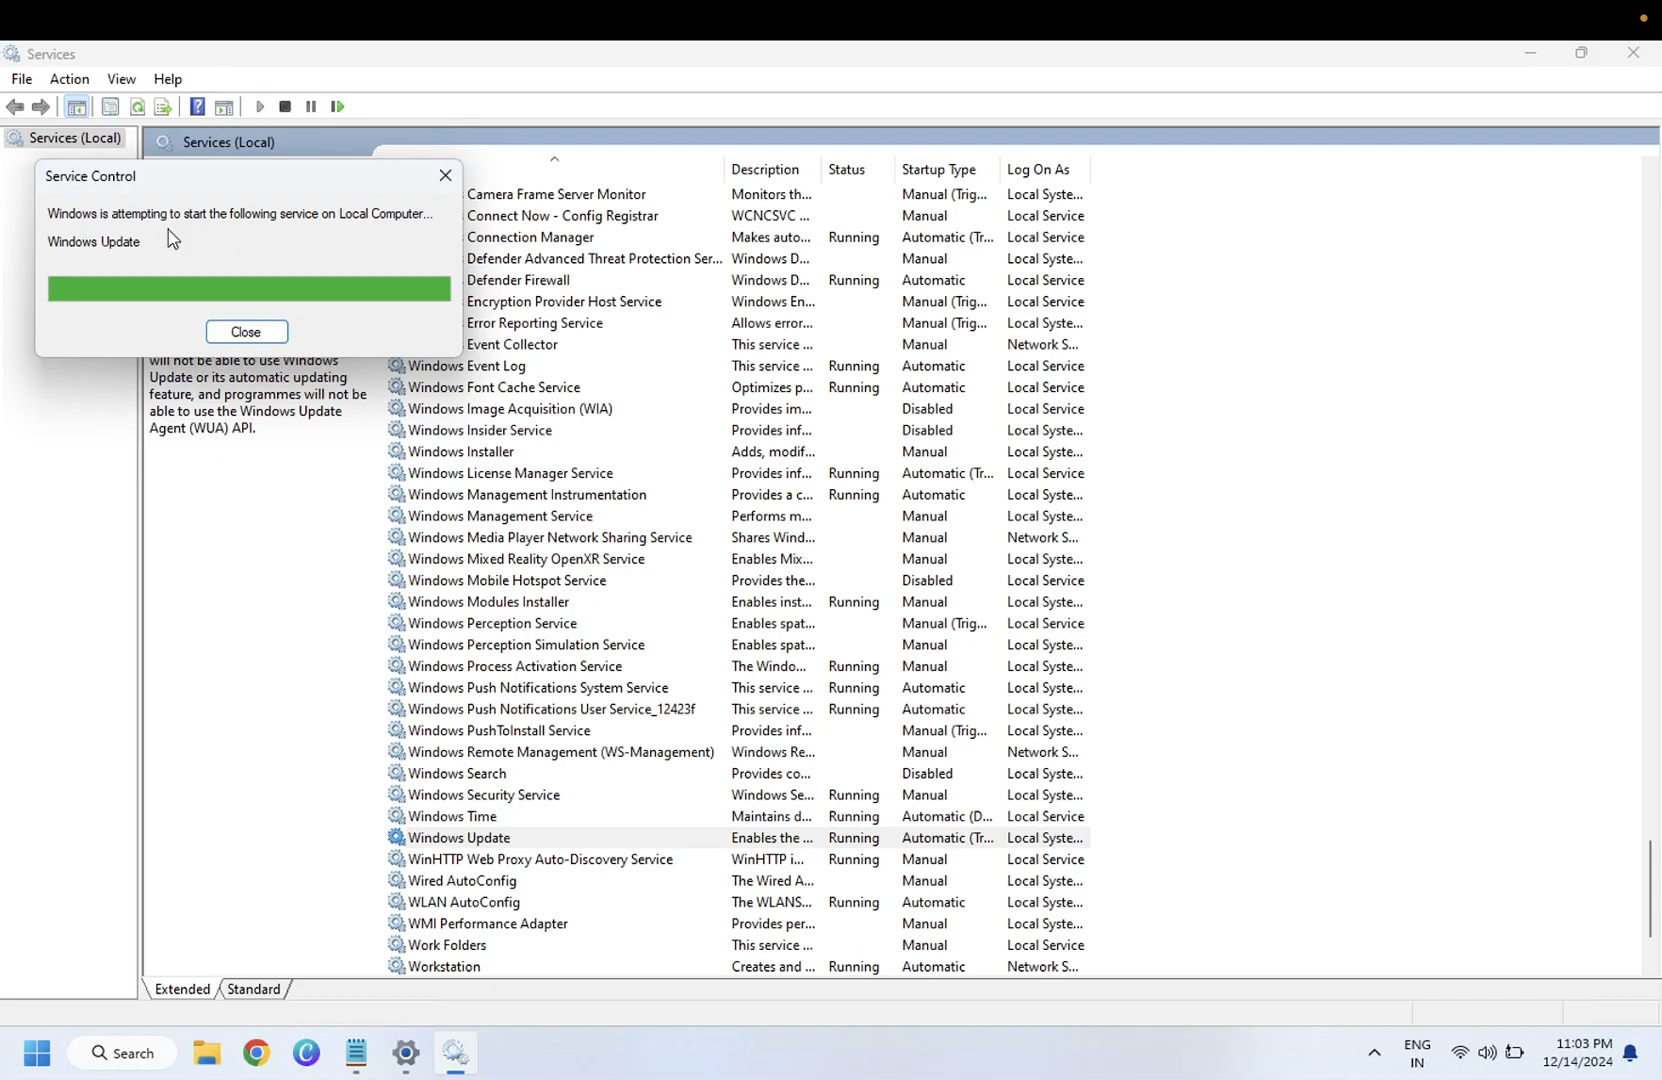 Services
File Action View Help
Services (Local)
Services (Local)
Service Control
Windows is attempting to start the following service on Local Computer...
Windows Update
Close
will not be able to use Windows
Update or its automatic updating
feature, and programmes will not be
able to use the Windows Update
Agent (WUA) API.
Description Status Startup Type Log On As
Camera Frame Server Monitor Monitors th... Manual (Trig... Local Syste...
Connect Now - Config Registrar WCNCSVC ... Manual Local Service
Connection Manager Makes auto... Running Automatic (Tr... Local Service
Defender Advanced Threat Protection Ser... Windows D... Manual Local Syste...
Defender Firewall Windows D... Running Automatic Local Service
Encryption Provider Host Service Windows En... Manual (Trig... Local Service
Error Reporting Service Allows error... Manual (Trig... Local Syste...
Event Collector This service ... Manual Network S...
Windows Event Log This service ... Running Automatic Local Service
Windows Font Cache Service Optimizes p... Running Automatic Local Service
Windows Image Acquisition (WIA) Provides im... Disabled Local Service
Windows Insider Service Provides inf... Disabled Local Syste...
Windows Installer Adds, modif... Manual Local Syste...
Windows License Manager Service Provides inf... Running Automatic (Tr... Local Service
Windows Management Instrumentation Provides a c... Running Automatic Local Syste...
Windows Management Service Performs m... Manual Local Syste...
Windows Media Player Network Sharing Service Shares Wind... Manual Network S...
Windows Mixed Reality OpenXR Service Enables Mix... Manual Local Syste...
Windows Mobile Hotspot Service Provides the... Disabled Local Service
Windows Modules Installer Enables inst... Running Manual Local Syste...
Windows Perception Service Enables spat... Manual (Trig... Local Service
Windows Perception Simulation Service Enables spat... Manual Local Syste...
Windows Process Activation Service The Windo... Running Manual Local Syste...
Windows Push Notifications System Service This service ... Running Automatic Local Syste...
Windows Push Notifications User Service_12423f This service ... Running Automatic Local Syste...
Windows PushToInstall Service Provides inf... Manual (Trig... Local Syste...
Windows Remote Management (WS-Management) Windows Re... Manual Network S...
Windows Search Provides co... Disabled Local Syste...
Windows Security Service Windows Se... Running Manual Local Syste...
Windows Time Maintains d... Running Automatic (D... Local Service
Windows Update Enables the ... Running Automatic (Tr... Local Syste...
WinHTTP Web Proxy Auto-Discovery Service WinHTTP i... Running Manual Local Service
Wired AutoConfig The Wired A... Manual Local Syste...
WLAN AutoConfig The WLANS... Running Automatic Local Syste...
WMI Performance Adapter Provides per... Manual Local Syste...
Work Folders This service ... Manual Local Service
Workstation Creates and ... Running Automatic Network S...
Extended Standard
Search
ENG
IN
11:03 PM
12/14/2024